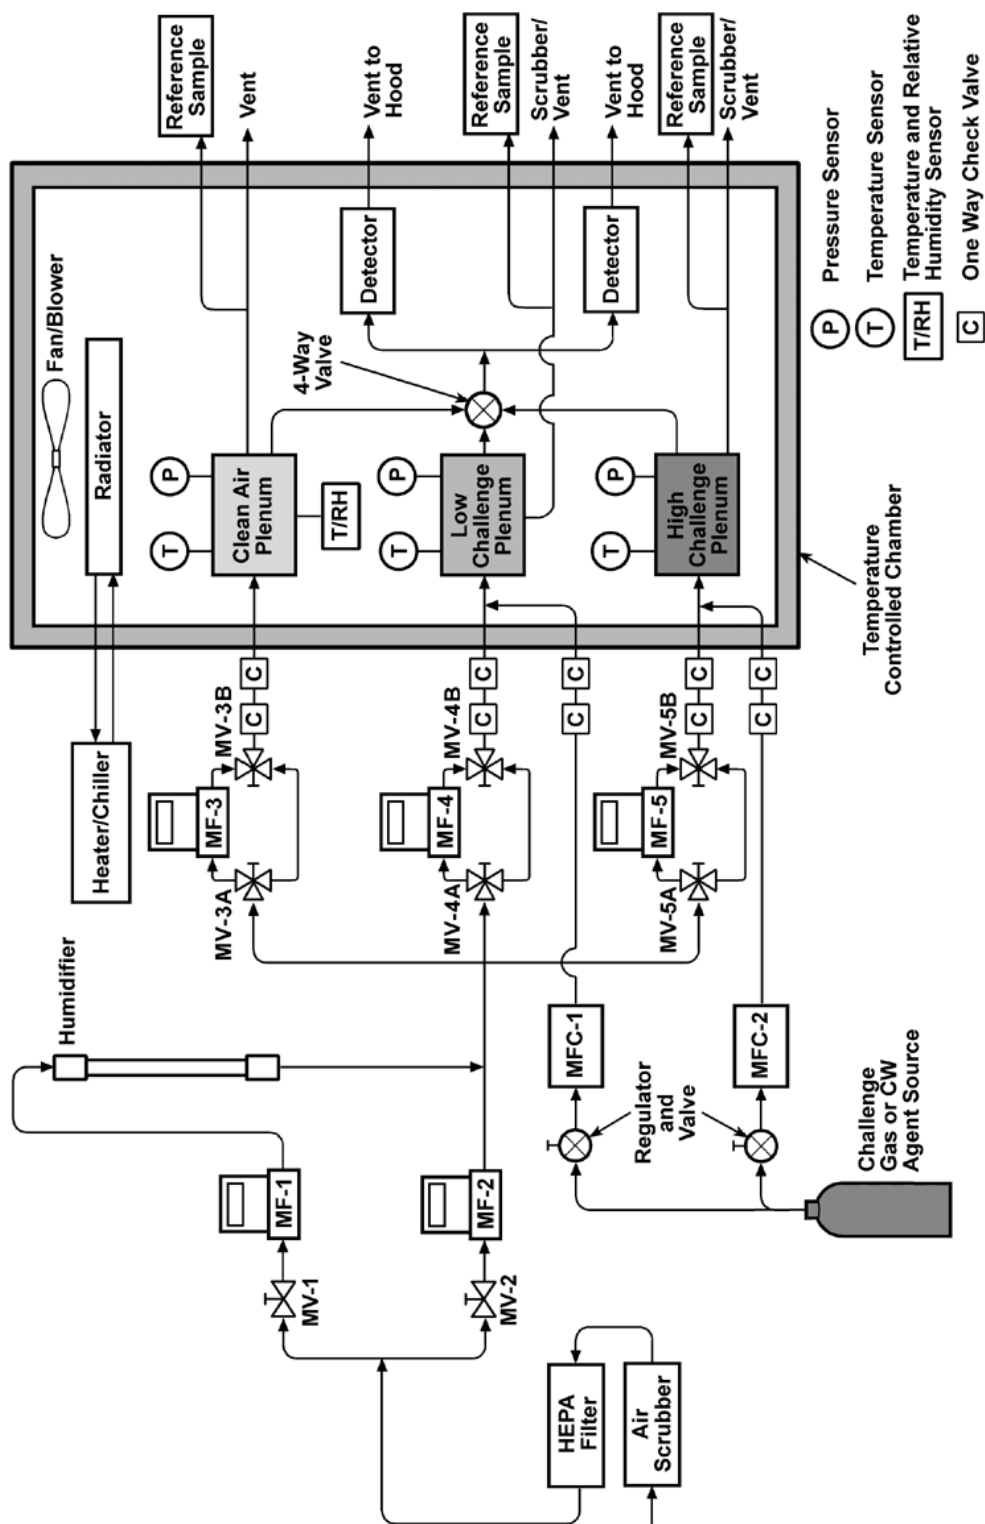 Reference
Sample
Vent
Vent to
Hood
Reference
Sample
Scrubber/
Vent
Vent to
Hood
Reference
Sample
Scrubber/
Vent
Fan/Blower
Radiator
Detector
Detector
4-Way
Valve
P
T
Clean Air
Plenum
T/RH
P
T
Low
Challenge
Plenum
P
T
High
Challenge
Plenum
P
Pressure Sensor
T
Temperature Sensor
T/RH
Temperature and Relative
Humidity Sensor
C
One Way Check Valve
Temperature
Controlled Chamber
Heater/Chiller
MV-3B
C
C
MF-3
MV-3A
MV-4B
C
C
MF-4
MV-4A
C
C
MV-5B
C
C
MF-5
MV-5A
C
C
Humidifier
MF-1
MV-1
MF-2
MV-2
MFC-1
MFC-2
Regulator
and
Valve
Challenge
Gas or CW
Agent Source
HEPA
Filter
Air
Scrubber